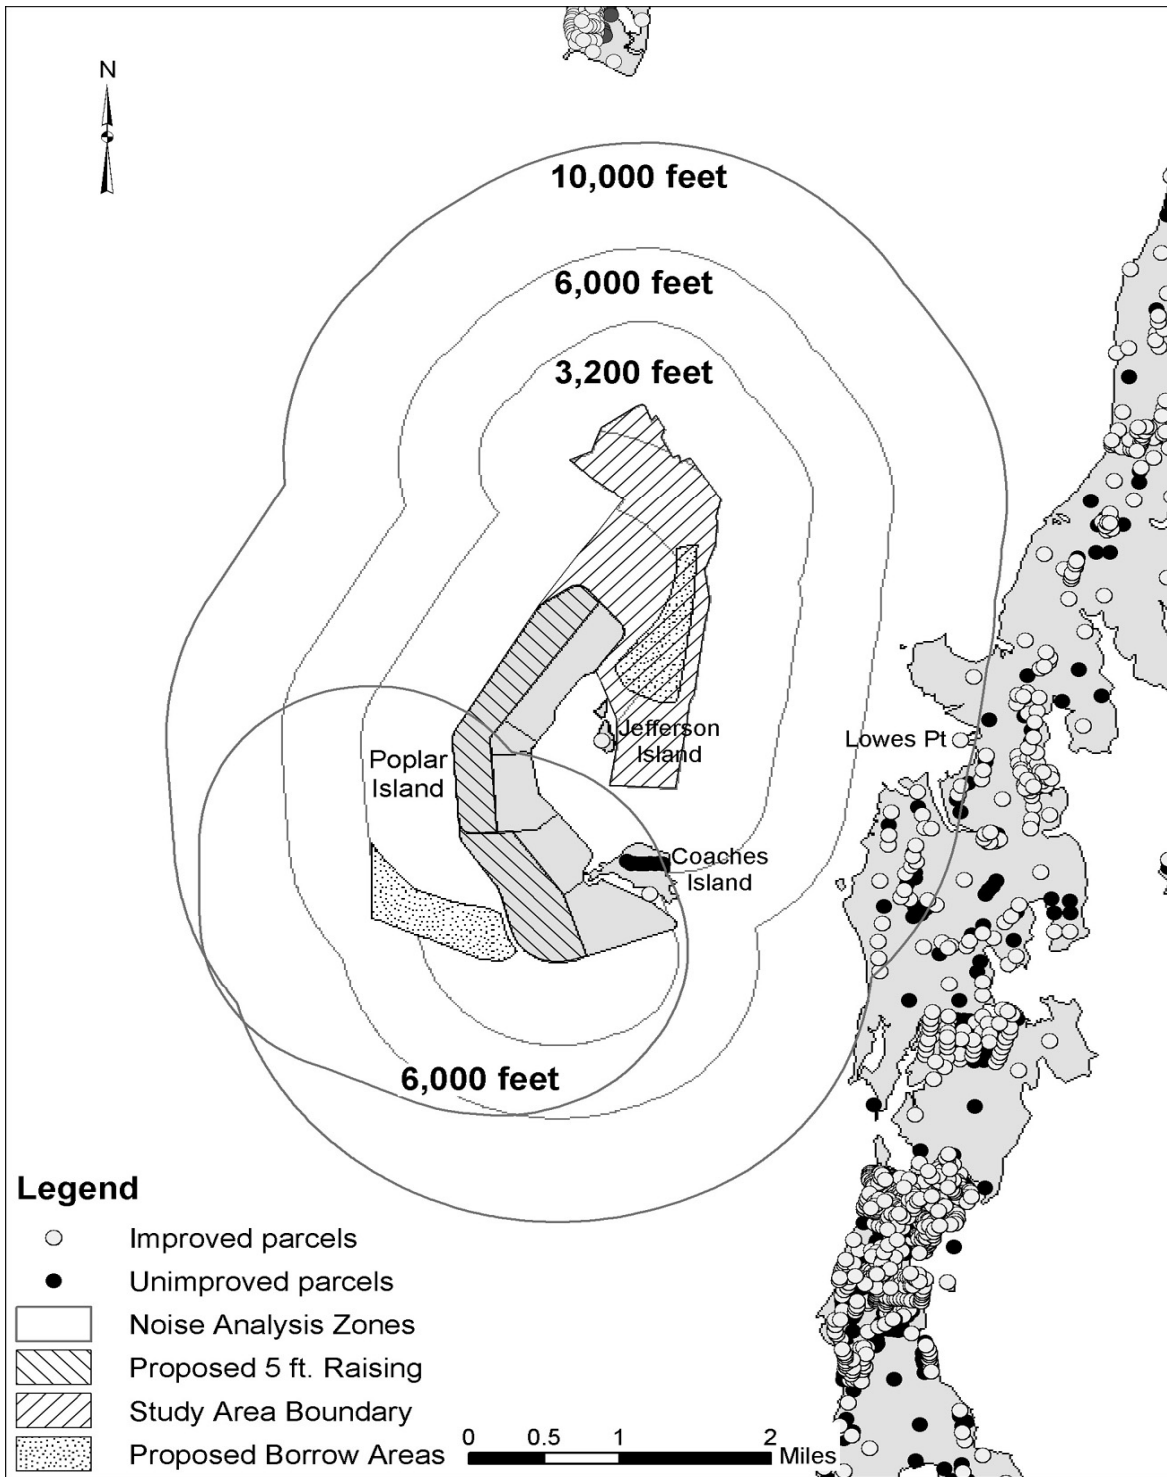 N
10,000 feet
6,000 feet
3,200 feet
Jefferson
Island
Lowes Pt
Poplar
Island
Coaches
Island
6,000 feet
Legend
Improved parcels
Unimproved parcels
Noise Analysis Zones
Proposed 5 ft. Raising
Study Area Boundary
Proposed Borrow Areas
0 0.5 1 2
Miles